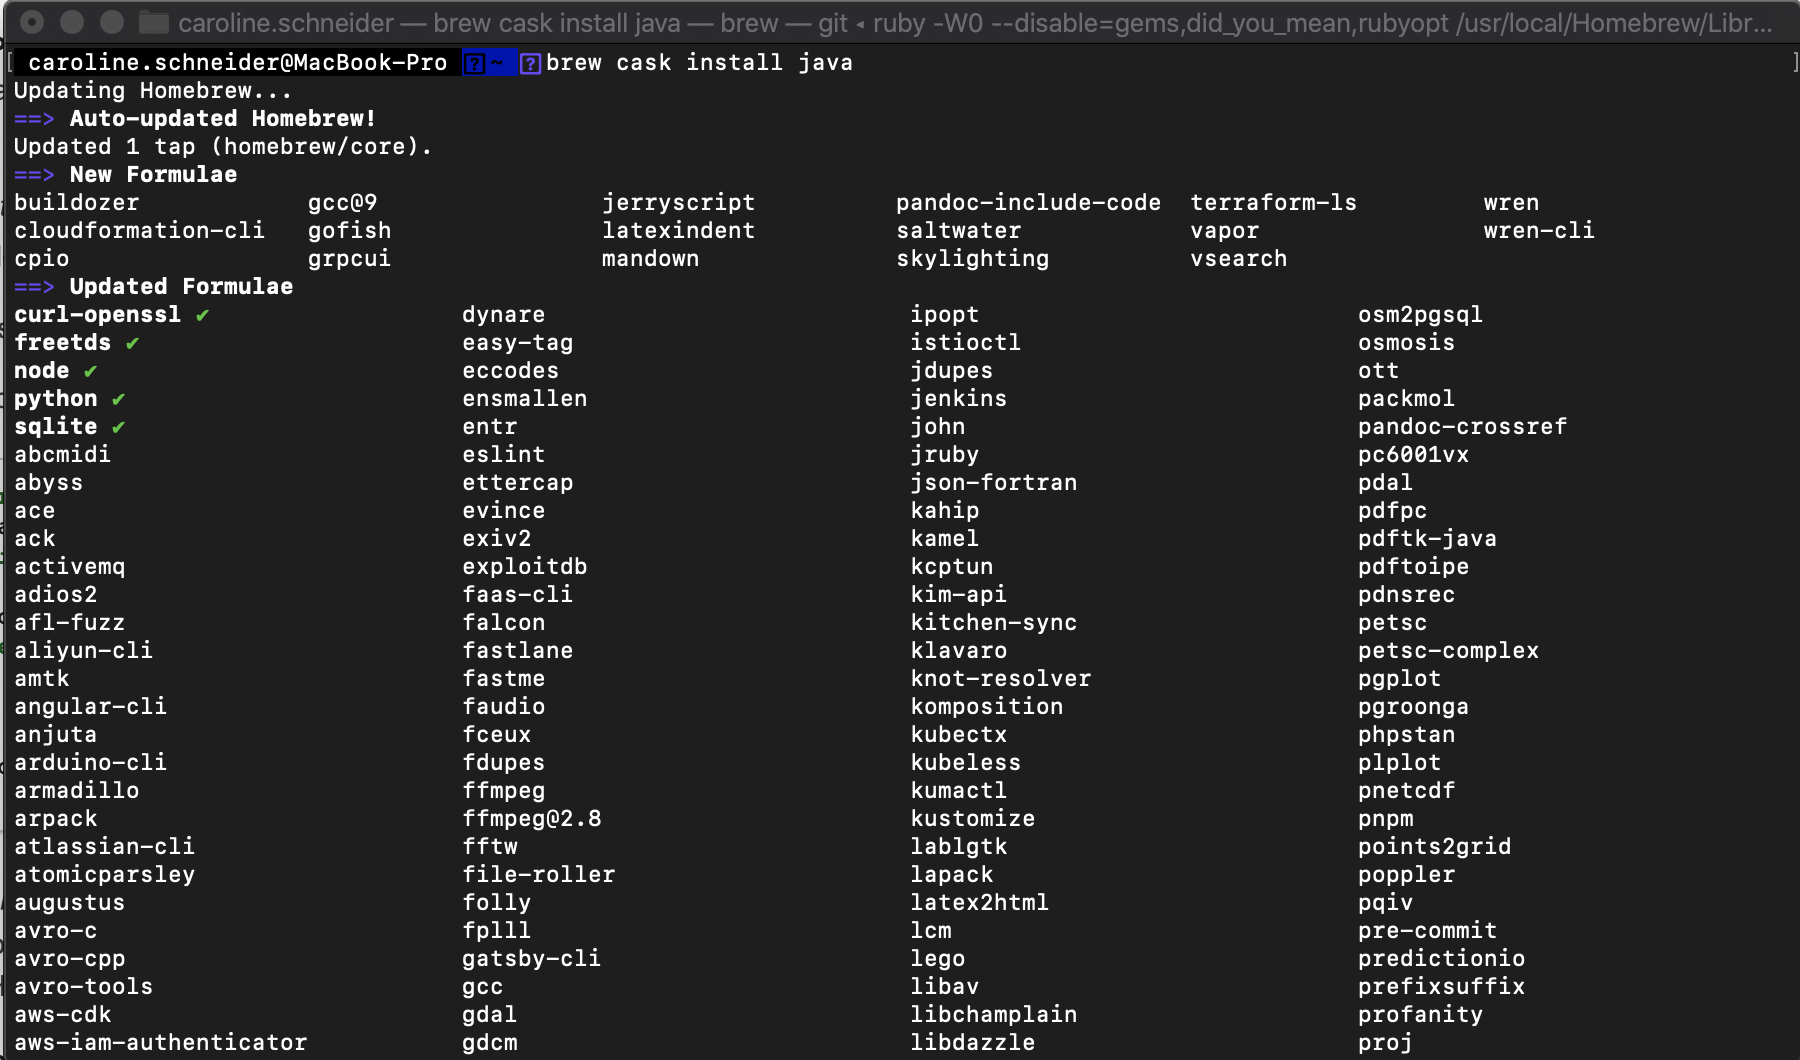 caroline.schneider — brew cask install java — brew — git ◂ ruby -W0 --disable=gems,did_you_mean,rubyopt /usr/local/Homebrew/Libr...
caroline.schneider@MacBook-Pro ? ~ ? brew cask install java
Updating Homebrew...
==> Auto-updated Homebrew!
Updated 1 tap (homebrew/core).
==> New Formulae
buildozer gcc@9 jerryscript pandoc-include-code terraform-ls wren
cloudformation-cli gofish latexindent saltwater vapor wren-cli
cpio grpcui mandown skylighting vsearch
==> Updated Formulae
curl-openssl ✔ dynare ipopt osm2pgsql
freetds ✔ easy-tag istioctl osmosis
node ✔ eccodes jdupes ott
python ✔ ensmallen jenkins packmol
sqlite ✔ entr john pandoc-crossref
abcmidi eslint jruby pc6001vx
abyss ettercap json-fortran pdal
ace evince kahip pdfpc
ack exiv2 kamel pdftk-java
activemq exploitdb kcptun pdftoipe
adios2 faas-cli kim-api pdnsrec
afl-fuzz falcon kitchen-sync petsc
aliyun-cli fastlane klavaro petsc-complex
amtk fastme knot-resolver pgplot
angular-cli faudio komposition pgroonga
anjuta fceux kubectx phpstan
arduino-cli fdupes kubeless plplot
armadillo ffmpeg kumactl pnetcdf
arpack ffmpeg@2.8 kustomize pnpm
atlassian-cli fftw lablgtk points2grid
atomicparsley file-roller lapack poppler
augustus folly latex2html pqiv
avro-c fplll lcm pre-commit
avro-cpp gatsby-cli lego predictionio
avro-tools gcc libav prefixsuffix
aws-cdk gdal libchamplain profanity
aws-iam-authenticator gdcm libdazzle proj